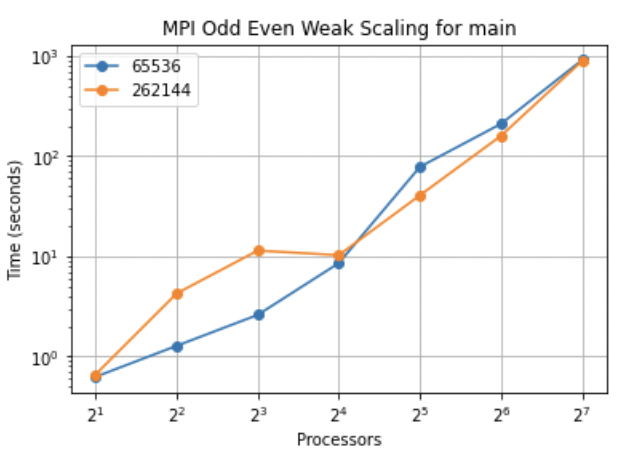 MPI Odd Even Weak Scaling for main
65536
262144
Time (seconds)
10³
10²
10¹
10⁰
2¹ 2² 2³ 2⁴ 2⁵ 2⁶ 2⁷
Processors